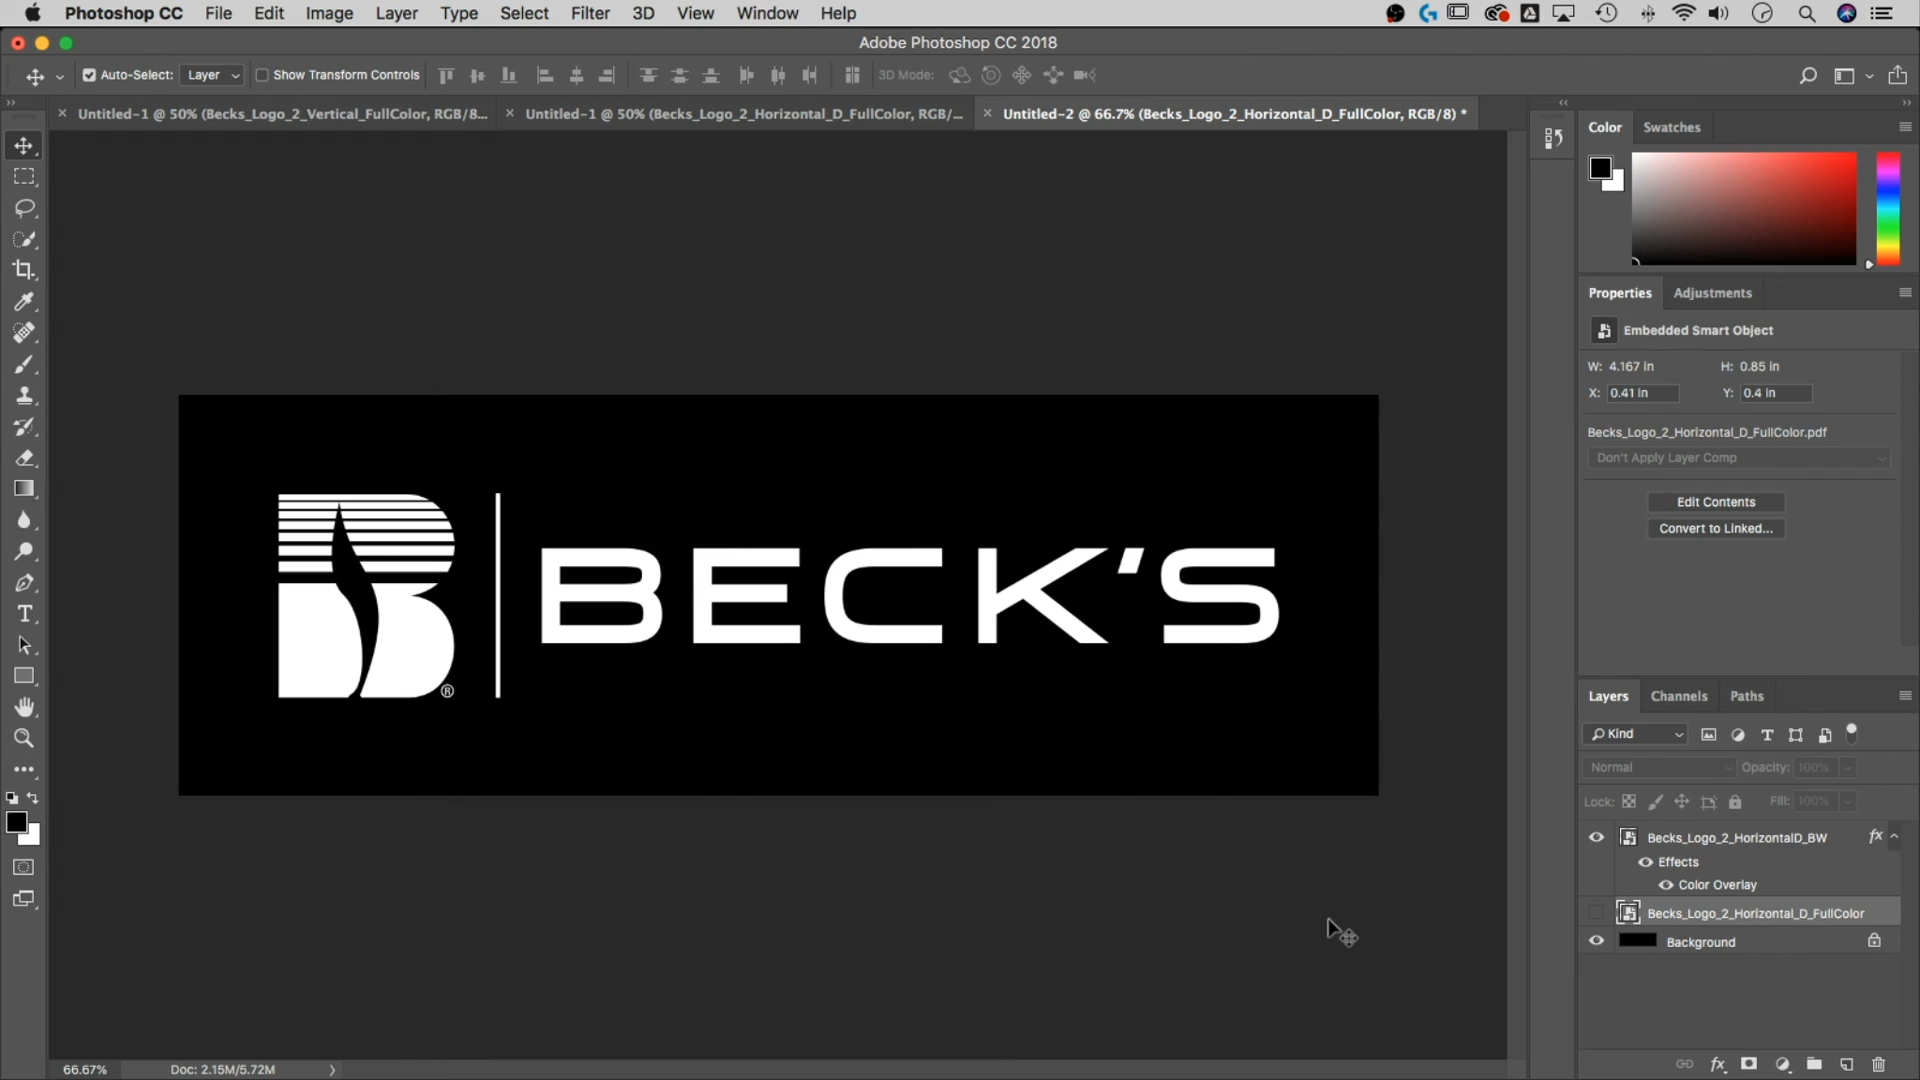 Photoshop CC File Edit Image Layer Type Select Filter 3D View Window Help
Adobe Photoshop CC 2018
Auto-Select: Layer Show Transform Controls 3D Mode:
Untitled-1 @ 50% (Becks_Logo_2_Vertical_FullColor, RGB/8... Untitled-1 @ 50% (Becks_Logo_2_Horizontal_D_FullColor, RGB/... Untitled-2 @ 66.7% (Becks_Logo_2_Horizontal_D_FullColor, RGB/8) *
Color Swatches
Properties Adjustments
Embedded Smart Object
W: 4.167 in H: 0.85 in
X: 0.41 in Y: 0.4 in
Becks_Logo_2_Horizontal_D_FullColor.pdf
Don't Apply Layer Comp
Edit Contents
Convert to Linked...
B ® BECK'S
Layers Channels Paths
Kind
Normal Opacity: 100%
Lock: Fill: 100%
Becks_Logo_2_HorizontalD_BW fx
Effects
Color Overlay
Becks_Logo_2_Horizontal_D_FullColor
Background
66.67% Doc: 2.15M/5.72M